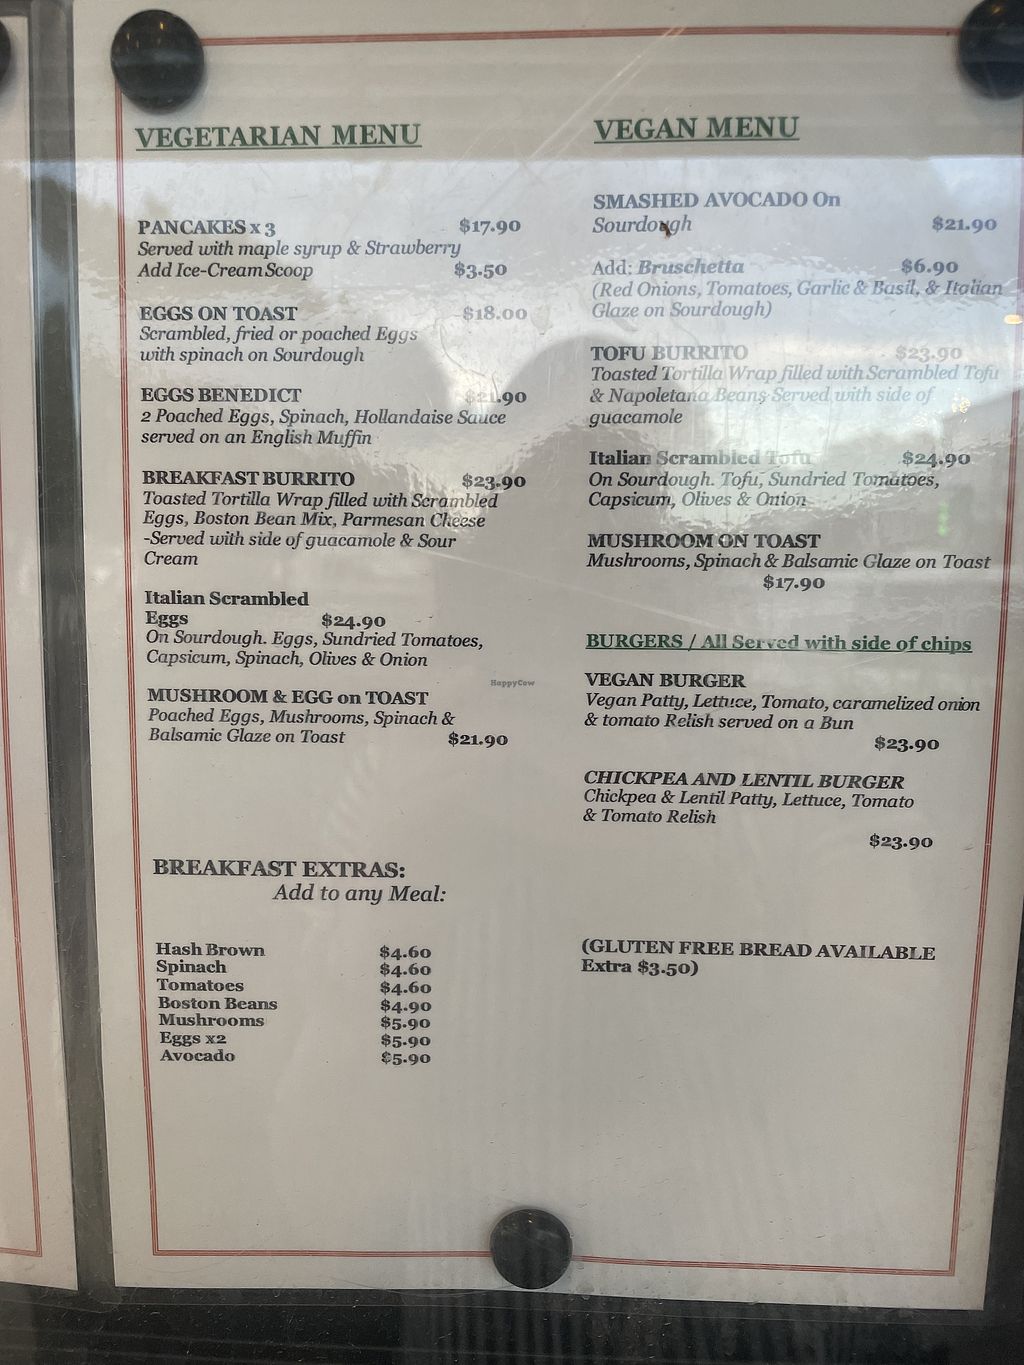 VEGETARIAN MENU
PANCAKES x 3 $17.90
Served with maple syrup & Strawberry
Add Ice-Cream Scoop $3.50
EGGS ON TOAST $18.00
Scrambled, fried or poached Eggs
with spinach on Sourdough
EGGS BENEDICT $21.90
2 Poached Eggs, Spinach, Hollandaise Sauce
served on an English Muffin
BREAKFAST BURRITO $23.90
Toasted Tortilla Wrap filled with Scrambled
Eggs, Boston Bean Mix, Parmesan Cheese
-Served with side of guacamole & Sour
Cream
Italian Scrambled
Eggs $24.90
On Sourdough. Eggs, Sundried Tomatoes,
Capsicum, Spinach, Olives & Onion
MUSHROOM & EGG on TOAST
Poached Eggs, Mushrooms, Spinach &
Balsamic Glaze on Toast $21.90
BREAKFAST EXTRAS:
Add to any Meal:
Hash Brown $4.60
Spinach $4.60
Tomatoes $4.60
Boston Beans $4.90
Mushrooms $5.90
Eggs x2 $5.90
Avocado $5.90
VEGAN MENU
SMASHED AVOCADO On
Sourdough $21.90
Add: Bruschetta $6.90
(Red Onions, Tomatoes, Garlic & Basil, & Italian
Glaze on Sourdough)
TOFU BURRITO $23.90
Toasted Tortilla Wrap filled with Scrambled Tofu
& Napoletana Beans Served with side of
guacamole
Italian Scrambled Tofu $24.90
On Sourdough. Tofu, Sundried Tomatoes,
Capsicum, Olives & Onion
MUSHROOM ON TOAST
Mushrooms, Spinach & Balsamic Glaze on Toast
$17.90
BURGERS / All Served with side of chips
VEGAN BURGER
Vegan Patty, Lettuce, Tomato, caramelized onion
& tomato Relish served on a Bun
$23.90
CHICKPEA AND LENTIL BURGER
Chickpea & Lentil Patty, Lettuce, Tomato
& Tomato Relish
$23.90
(GLUTEN FREE BREAD AVAILABLE
Extra $3.50)
HappyCow